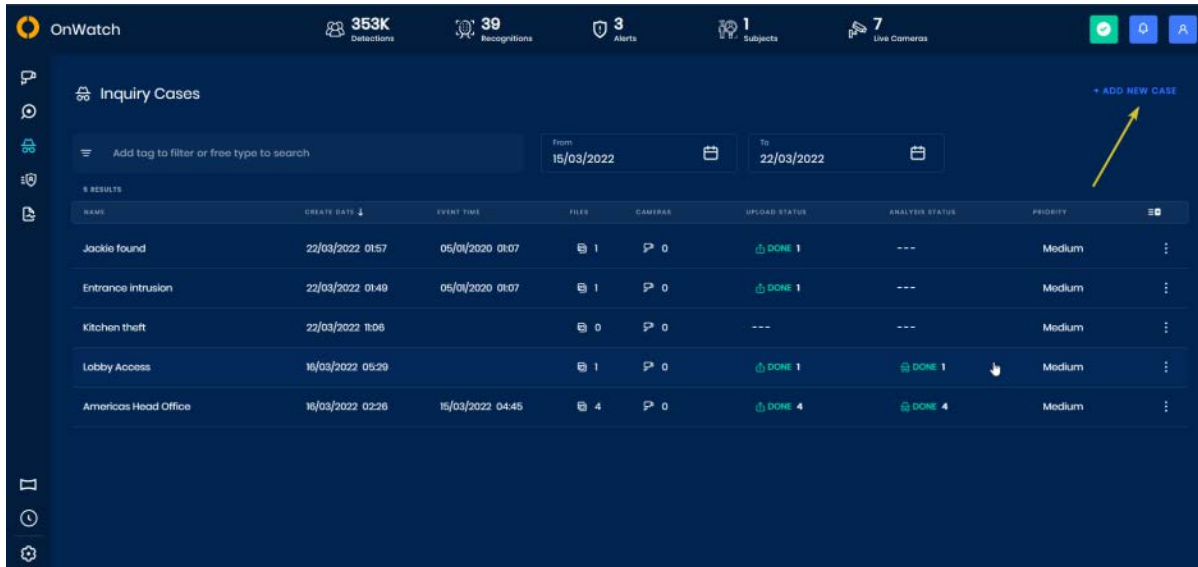 OnWatch
353K Detections
39 Recognitions
3 Alerts
1 Subjects
7 Live Cameras
Inquiry Cases
+ ADD NEW CASE
Add tag to filter or free type to search
From
15/03/2022
To
22/03/2022
5 RESULTS
NAME CREATE DATE EVENT TIME FILES CAMERAS UPLOAD STATUS ANALYSIS STATUS PRIORITY
Jackie found 22/03/2022 01:57 05/01/2020 01:07 1 0 DONE 1 --- Medium
Entrance intrusion 22/03/2022 01:49 05/01/2020 01:07 1 0 DONE 1 --- Medium
Kitchen theft 22/03/2022 11:06 0 0 --- --- Medium
Lobby Access 16/03/2022 05:29 1 0 DONE 1 DONE 1 Medium
Americas Head Office 16/03/2022 02:26 15/03/2022 04:45 4 0 DONE 4 DONE 4 Medium